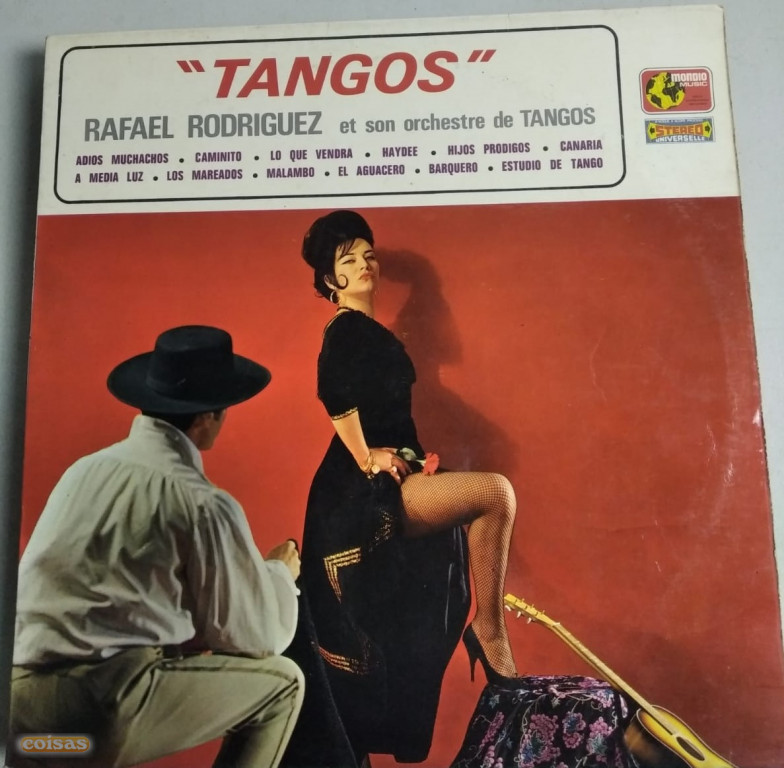 "TANGOS"
RAFAEL RODRIGUEZ et son orchestre de TANGOS
ADIOS MUCHACHOS • CAMINITO • LO QUE VENDRA • HAYDEE • HIJOS PRODIGOS • CANARIA
A MEDIA LUZ • LOS MAREADOS • MALAMBO • EL AGUACERO • BARQUERO • ESTUDIO DE TANGO
MONDIO
MUSIC
STEREO
UNIVERSELLE
coisas